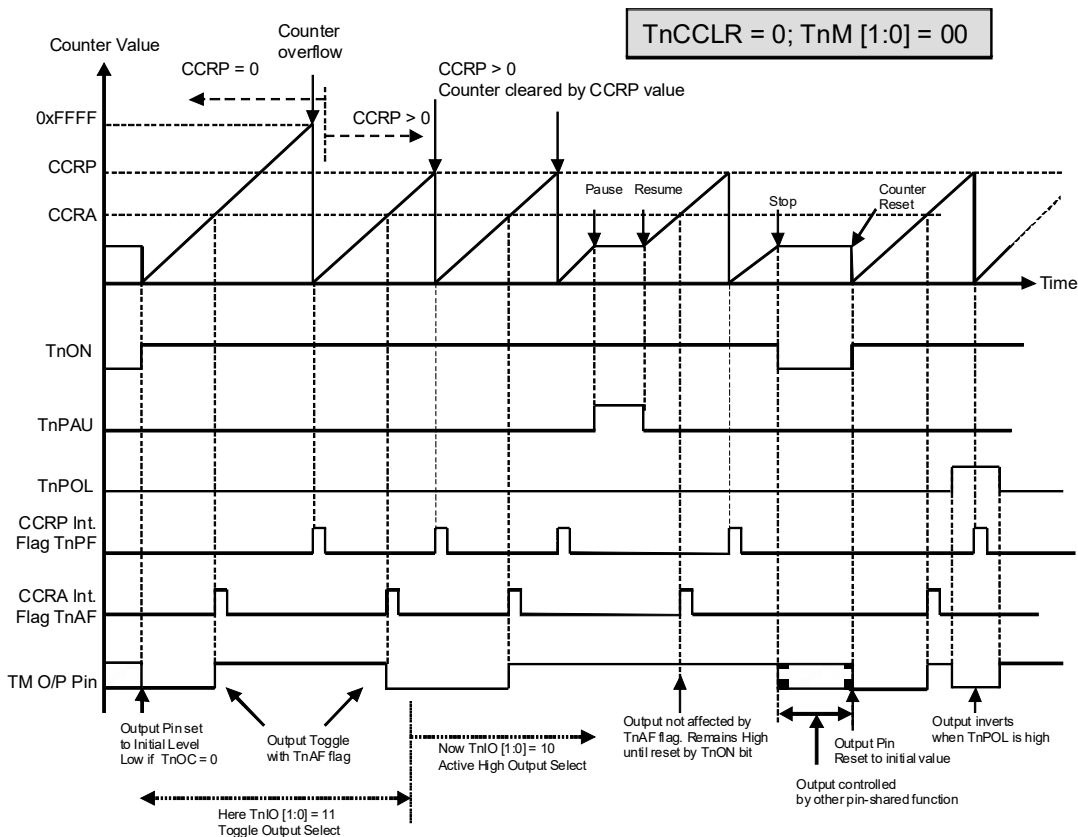 TnCCLR = 0; TnM [1:0] = 00
Counter Value
Counter
overflow
CCRP = 0
CCRP > 0
CCRP > 0
Counter cleared by CCRP value
0xFFFF
CCRP
CCRA
Pause
Resume
Stop
Counter
Reset
Time
TnON
TnPAU
TnPOL
CCRP Int.
Flag TnPF
CCRA Int.
Flag TnAF
TM O/P Pin
Output Pin set
to Initial Level
Low if TnOC = 0
Output Toggle
with TnAF flag
Now TnIO [1:0] = 10
Active High Output Select
Here TnIO [1:0] = 11
Toggle Output Select
Output not affected by
TnAF flag. Remains High
until reset by TnON bit
Output Pin
Reset to initial value
Output controlled
by other pin-shared function
Output inverts
when TnPOL is high